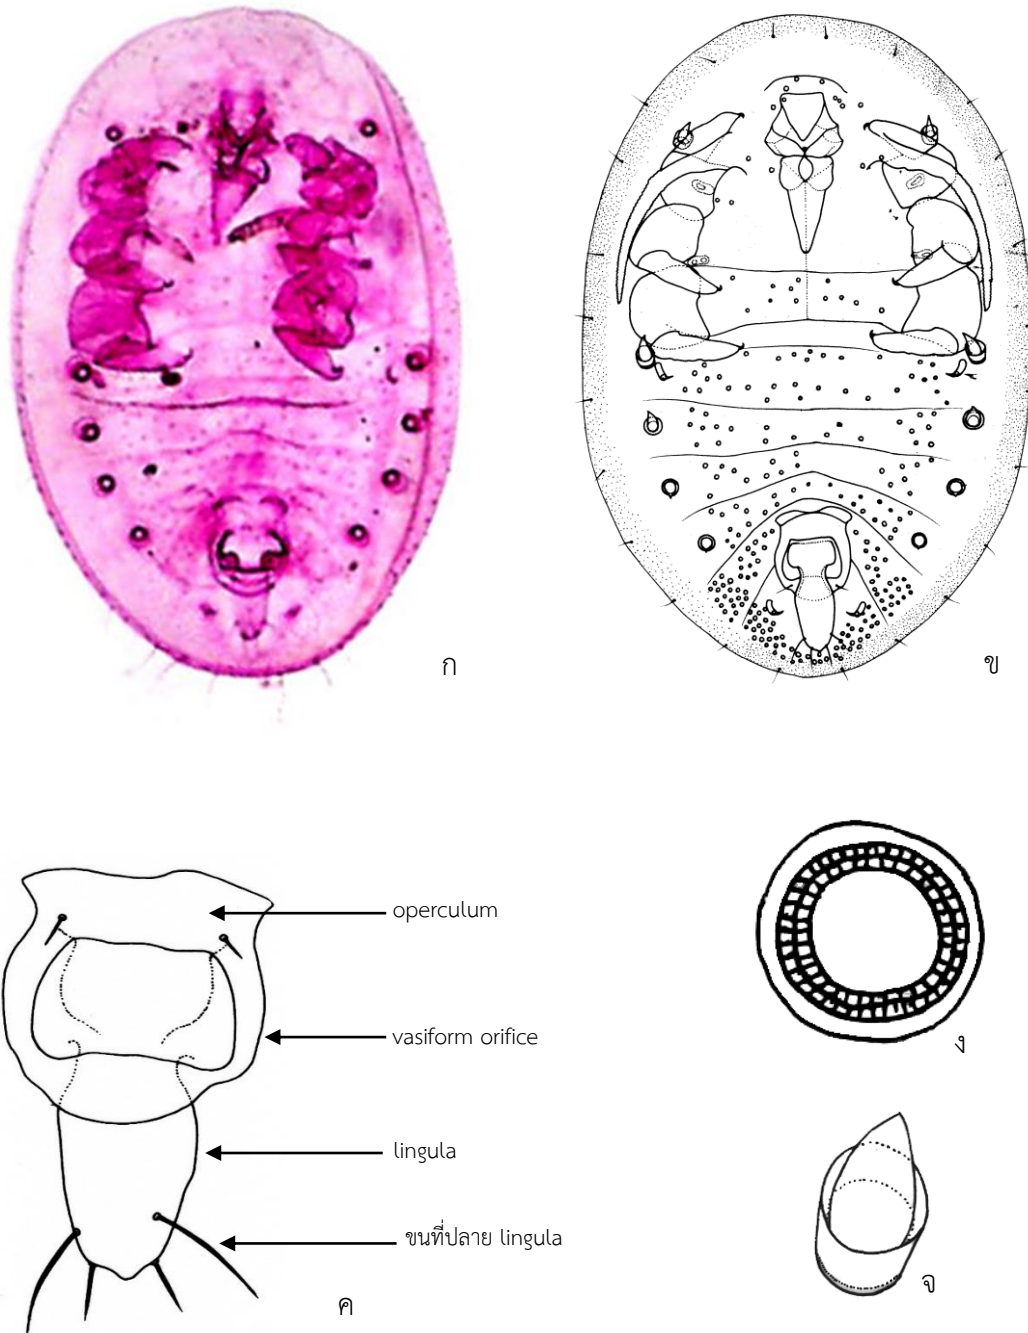 ก
ข
operculum
vasiform orifice
lingula
ขนที่ปลาย lingula
ค
ง
จ